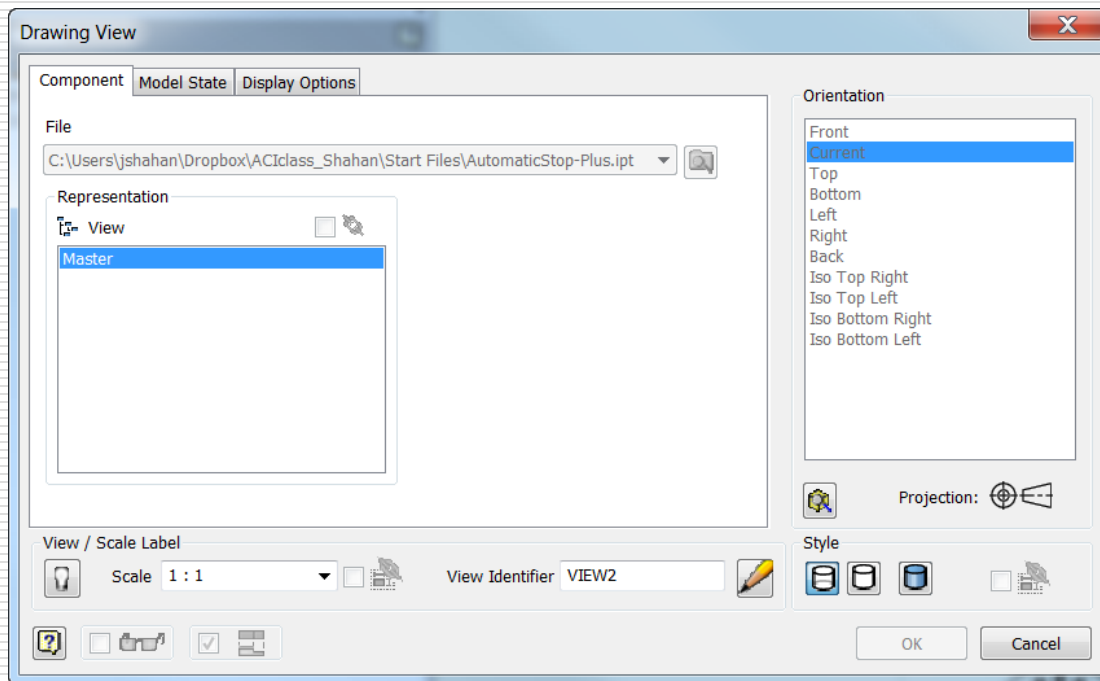 Drawing View
X
Component Model State Display Options
File
C:\Users\jshahan\Dropbox\ACIclass_Shahan\Start Files\AutomaticStop-Plus.ipt
Representation
View
Master
Orientation
Front
Current
Top
Bottom
Left
Right
Back
Iso Top Right
Iso Top Left
Iso Bottom Right
Iso Bottom Left
Projection:
View / Scale Label
Scale 1 : 1 View Identifier VIEW2
Style
?
OK Cancel